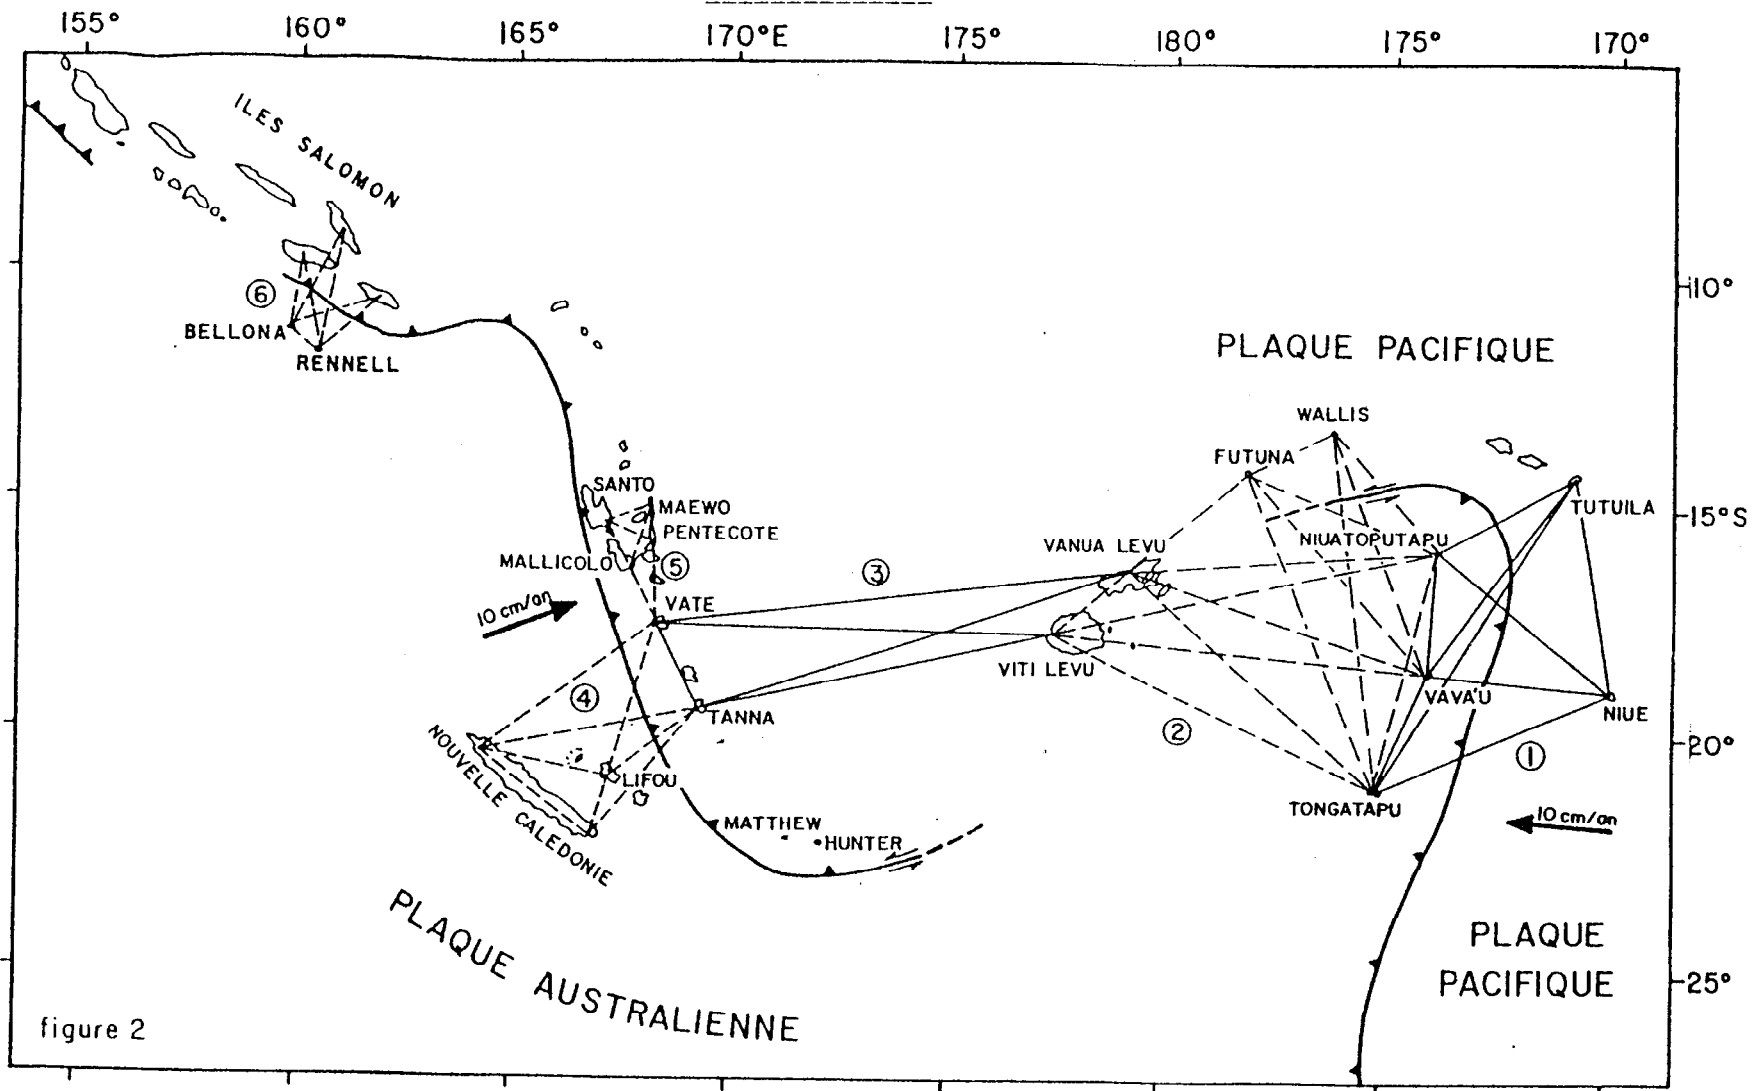 155° 160° 165° 170°E 175° 180° 175° 170°
ILES SALOMON
⑥
10°
BELLONA
RENNELL
PLAQUE PACIFIQUE
WALLIS
FUTUNA
SANTO
MAEWO
TUTUILA
15°S
PENTECOTE
NIUATOPUTAPU
VANUA LEVU
MALLICOLO
⑤
③
10 cm/an
VATE
VITI LEVU
④
VAVA'U
TANNA
NIUE
②
20°
①
NOUVELLE CALEDONIE
LIFOU
TONGATAPU
10 cm/an
MATTHEW
HUNTER
PLAQUE AUSTRALIENNE
PLAQUE
PACIFIQUE
25°
figure 2